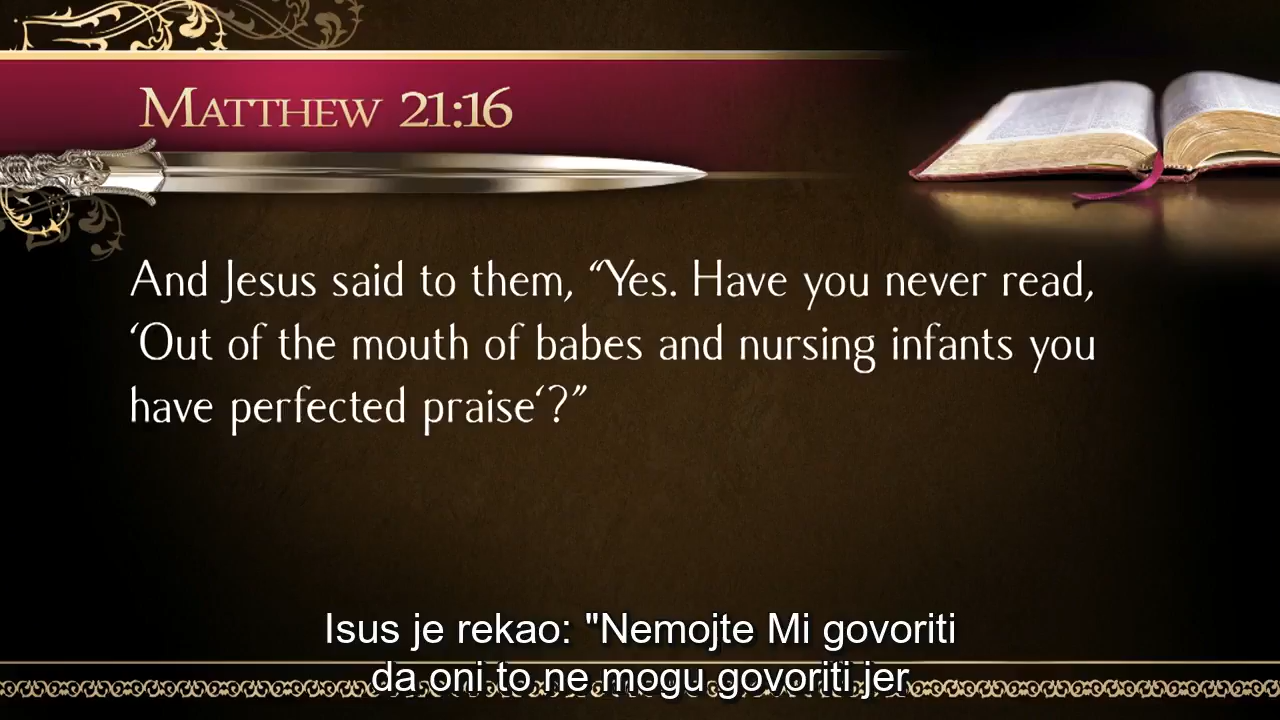 MATTHEW 21:16
And Jesus said to them, “Yes. Have you never read,
‘Out of the mouth of babes and nursing infants you
have perfected praise‘?”
Isus je rekao: "Nemojte Mi govoriti
da oni to ne mogu govoriti jer